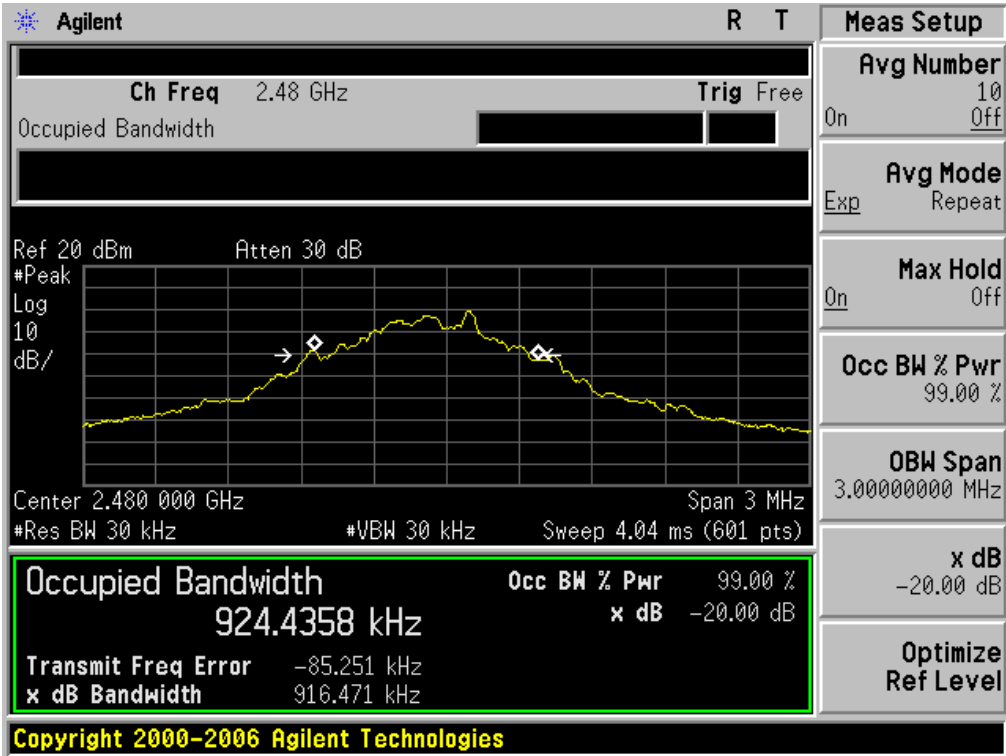 Agilent R T
Ch Freq 2.48 GHz Trig Free
Occupied Bandwidth
Ref 20 dBm Atten 30 dB
#Peak
Log
10
dB/
Center 2.480 000 GHz Span 3 MHz
#Res BW 30 kHz #VBW 30 kHz Sweep 4.04 ms (601 pts)
Occupied Bandwidth Occ BW % Pwr 99.00 %
924.4358 kHz x dB -20.00 dB
Transmit Freq Error -85.251 kHz
x dB Bandwidth 916.471 kHz
Copyright 2000-2006 Agilent Technologies
Meas Setup
Avg Number
10
On Off
Avg Mode
Exp Repeat
Max Hold
On Off
Occ BW % Pwr
99.00 %
OBW Span
3.00000000 MHz
x dB
-20.00 dB
Optimize
Ref Level